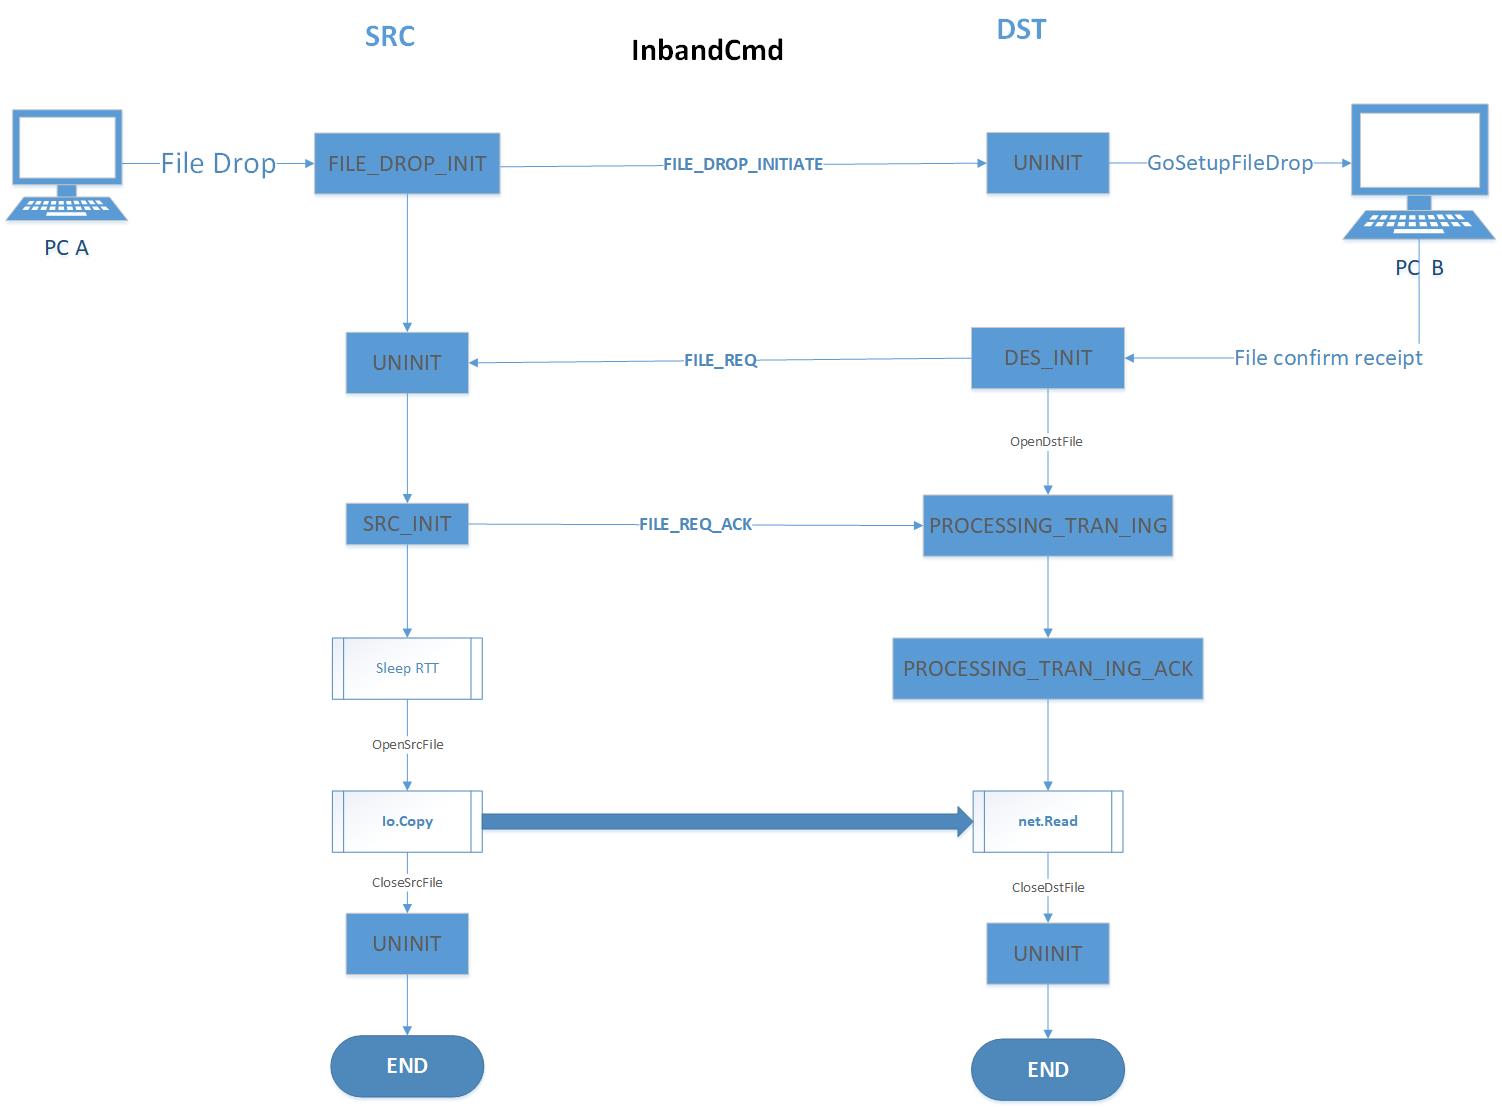 SRC
InbandCmd
DST
PC A
File Drop
FILE_DROP_INIT
FILE_DROP_INITIATE
UNINIT
GoSetupFileDrop
PC B
UNINIT
FILE_REQ
DES_INIT
File confirm receipt
OpenDstFile
SRC_INIT
FILE_REQ_ACK
PROCESSING_TRAN_ING
Sleep RTT
PROCESSING_TRAN_ING_ACK
OpenSrcFile
Io.Copy
net.Read
CloseSrcFile
CloseDstFile
UNINIT
UNINIT
END
END